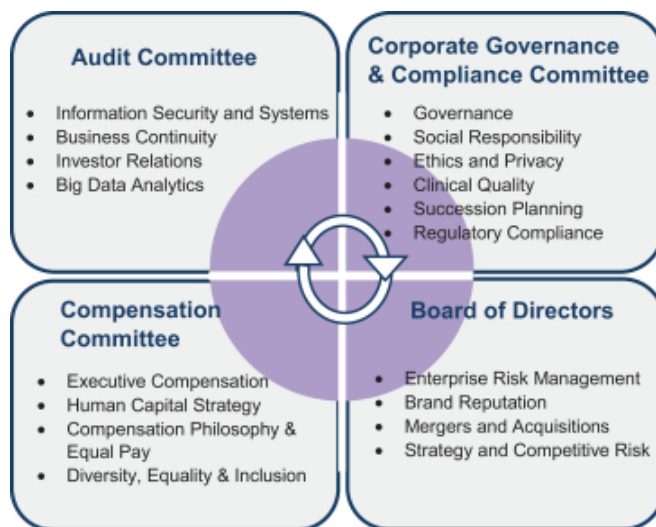 Audit Committee
• Information Security and Systems
• Business Continuity
• Investor Relations
• Big Data Analytics
Corporate Governance
& Compliance Committee
• Governance
• Social Responsibility
• Ethics and Privacy
• Clinical Quality
• Succession Planning
• Regulatory Compliance
Compensation
Committee
• Executive Compensation
• Human Capital Strategy
• Compensation Philosophy &
Equal Pay
• Diversity, Equality & Inclusion
Board of Directors
• Enterprise Risk Management
• Brand Reputation
• Mergers and Acquisitions
• Strategy and Competitive Risk